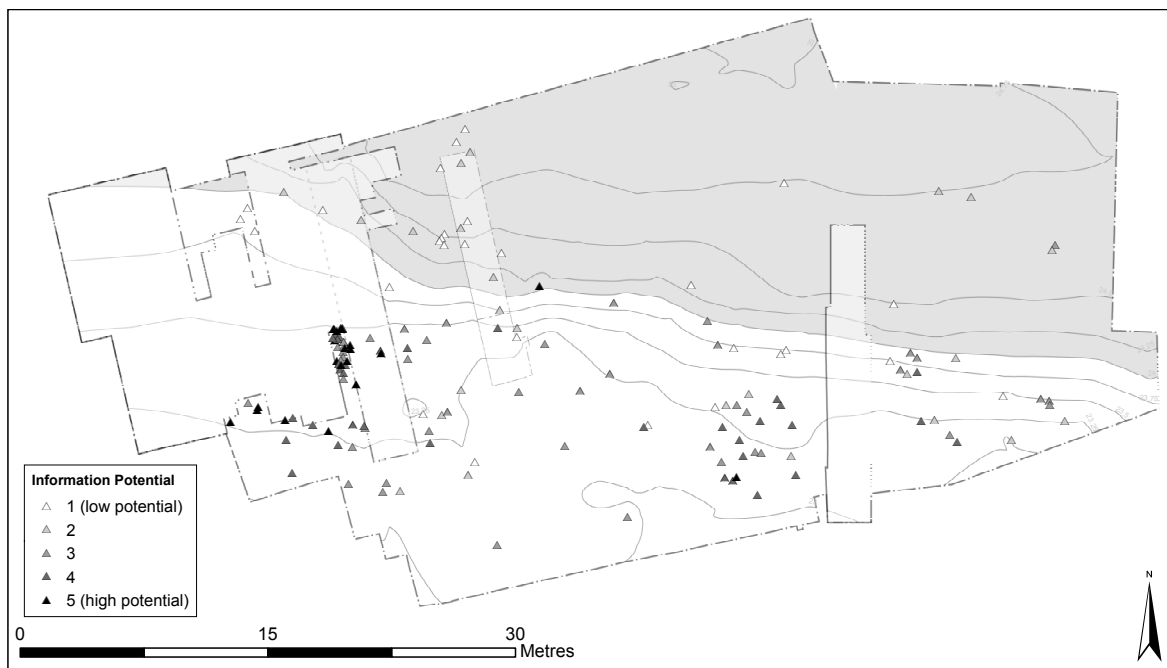 Information Potential
1 (low potential)
2
3
4
5 (high potential)
0
15
30
Metres
N